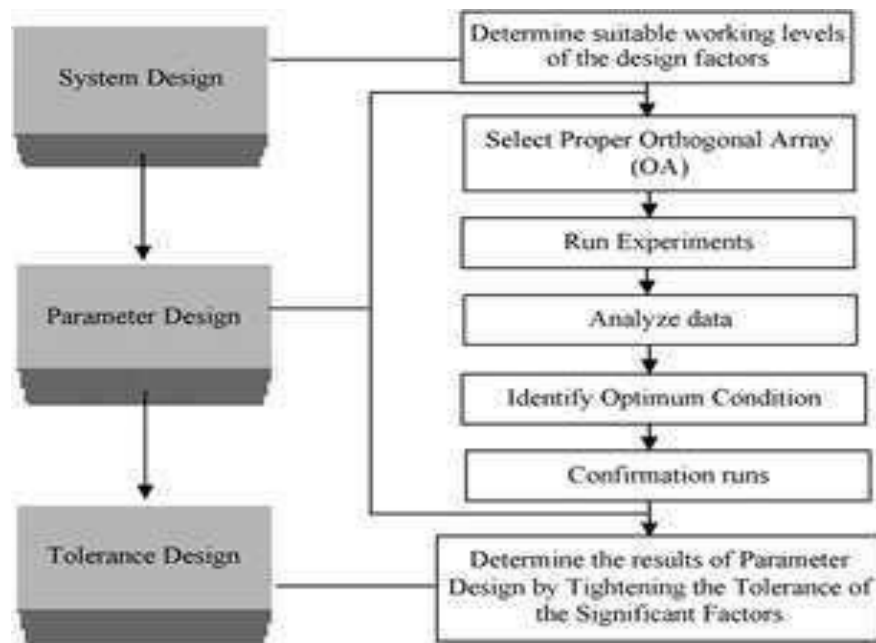 System Design
Determine suitable working levels
of the design factors
Select Proper Orthogonal Array
(OA)
Run Experiments
Parameter Design
Analyze data
Identify Optimum Condition
Confirmation runs
Tolerance Design
Determine the results of Parameter
Design by Tightening the Tolerance of
the Significant Factors